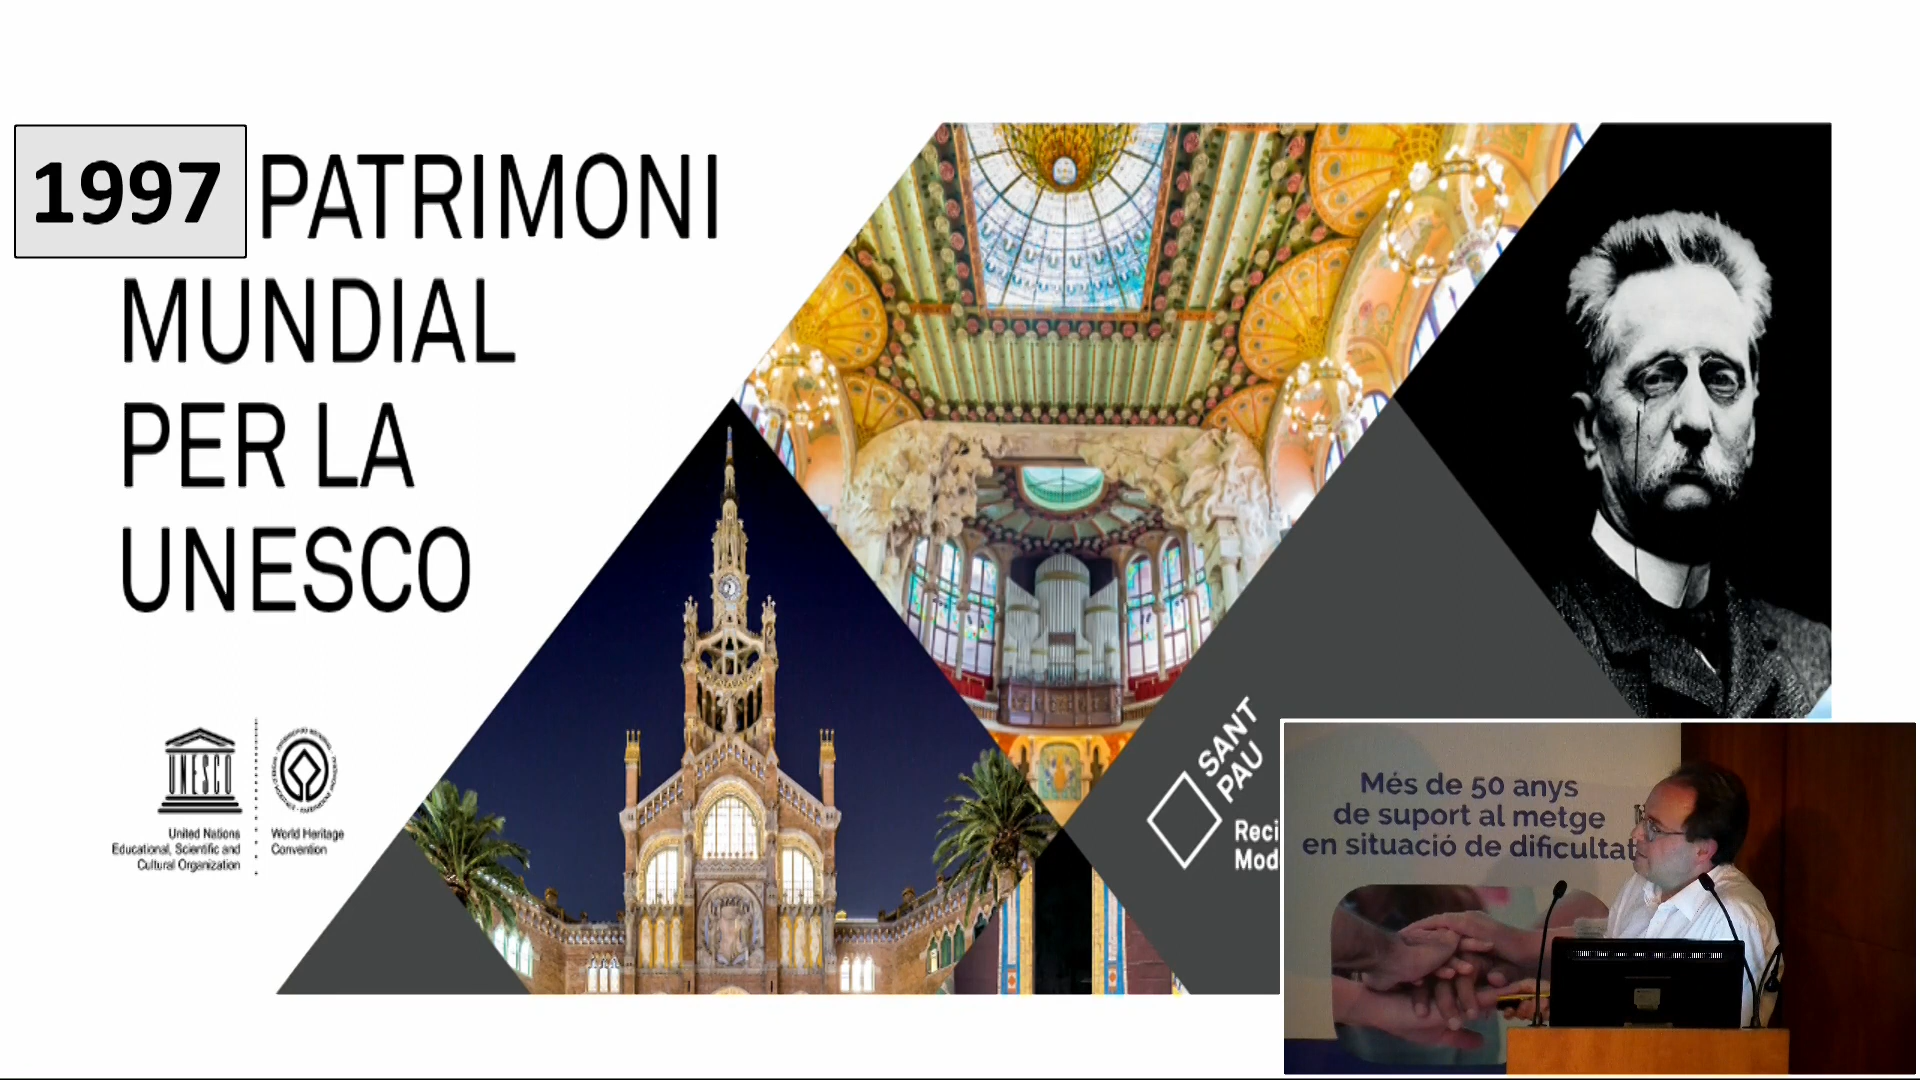 1997 PATRIMONI
MUNDIAL
PER LA
UNESCO
UNESCO
United Nations
Educational, Scientific and
Cultural Organization
World Heritage
Convention
SANT
PAU
Reci
Mod
Més de 50 anys
de suport al metge
en situació de dificultat